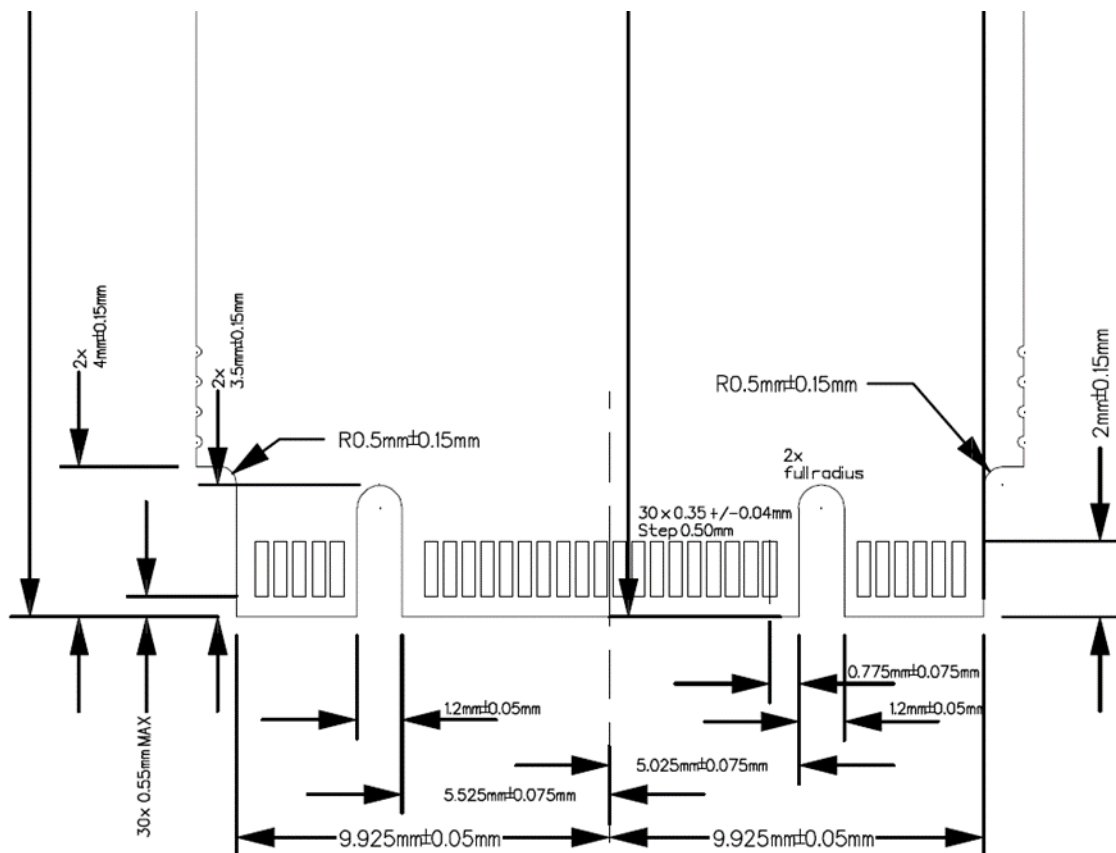 2x
4mm±0.15mm
2x
3.5mm±0.15mm
R0.5mm±0.15mm
R0.5mm±0.15mm
2mm±0.15mm
2x
full radius
30 x 0.35 +/-0.04mm
Step 0.50mm
30x 0.55mm MAX
0.775mm±0.075mm
1.2mm±0.05mm
1.2mm±0.05mm
5.025mm±0.075mm
5.525mm±0.075mm
9.925mm±0.05mm
9.925mm±0.05mm